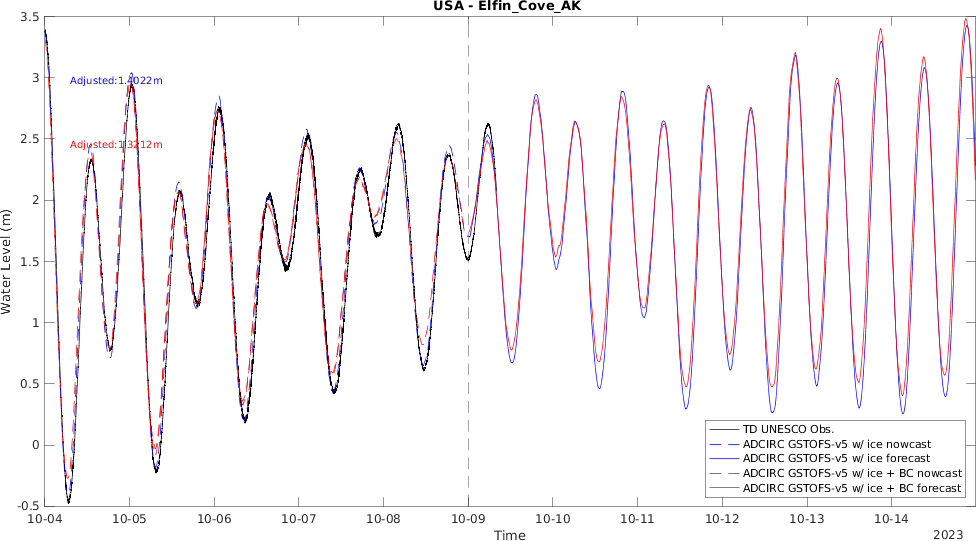 USA - Elfin_Cove_AK
3.5
3
2.5
2
1.5
1
0.5
0
-0.5
Water Level (m)
Adjusted:1.4022m
Adjusted:1.3212m
TD UNESCO Obs.
ADCIRC GSTOFS-v5 w/ ice nowcast
ADCIRC GSTOFS-v5 w/ ice forecast
ADCIRC GSTOFS-v5 w/ ice + BC nowcast
ADCIRC GSTOFS-v5 w/ ice + BC forecast
10-04 10-05 10-06 10-07 10-08 10-09 10-10 10-11 10-12 10-13 10-14
Time
2023